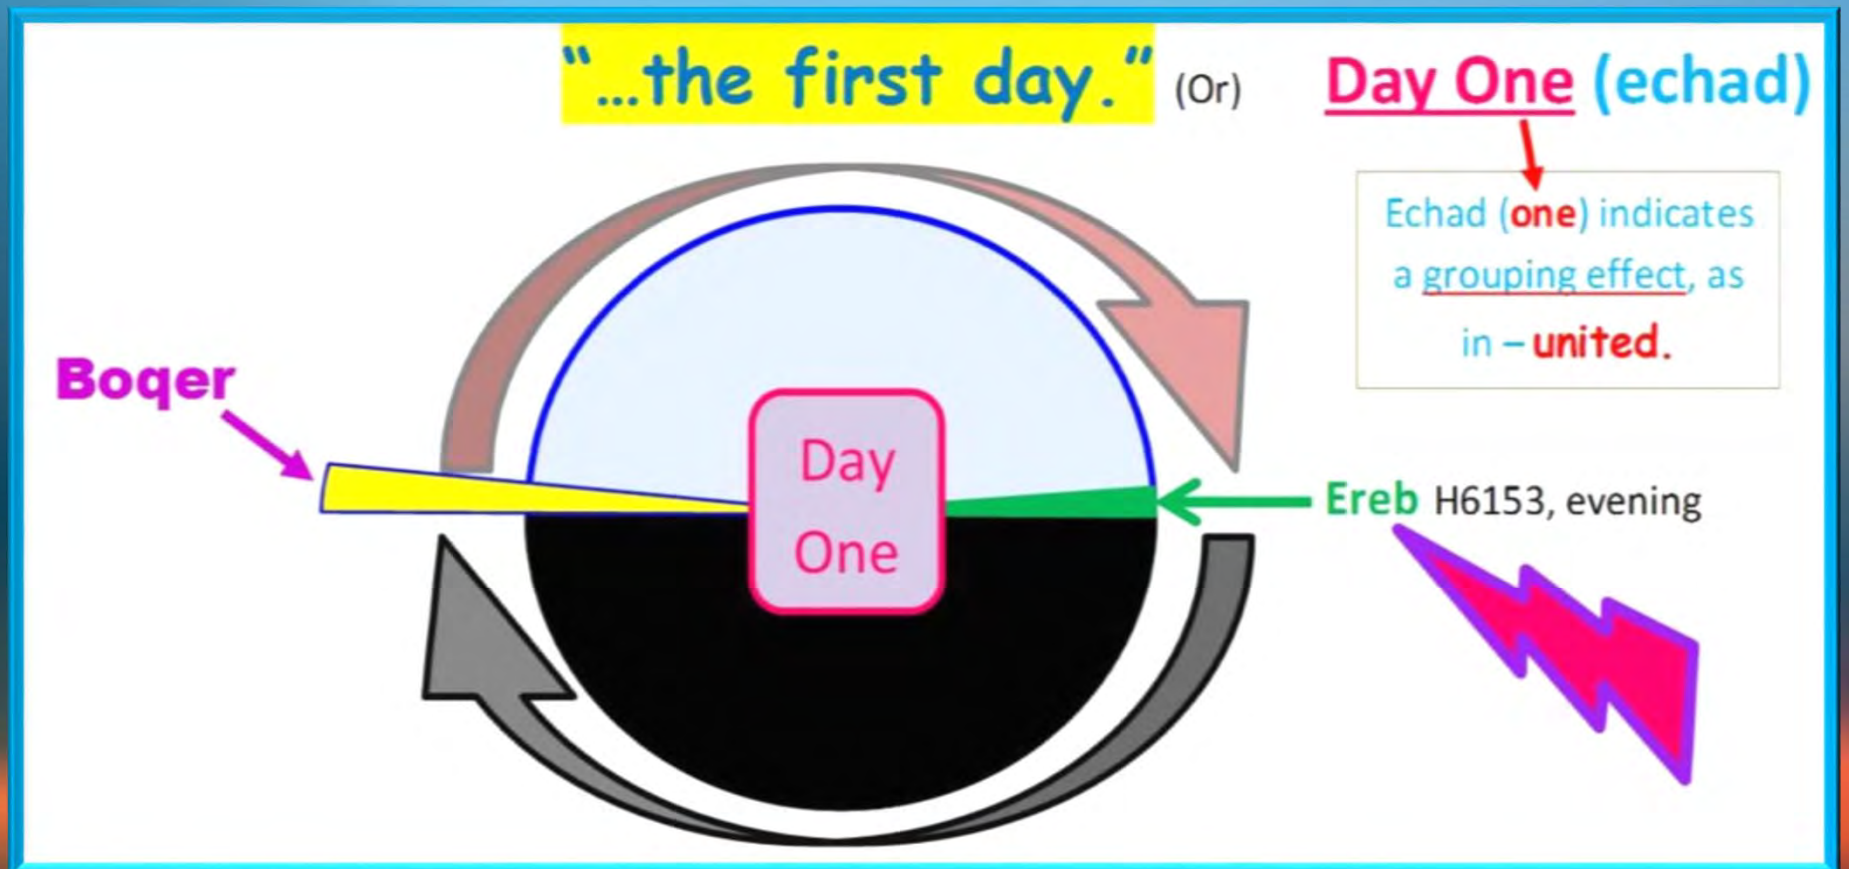 “...the first day.” (Or) Day One (echad)
Echad (one) indicates
a grouping effect, as
in – united.
Boqer
Day
One
Ereb H6153, evening